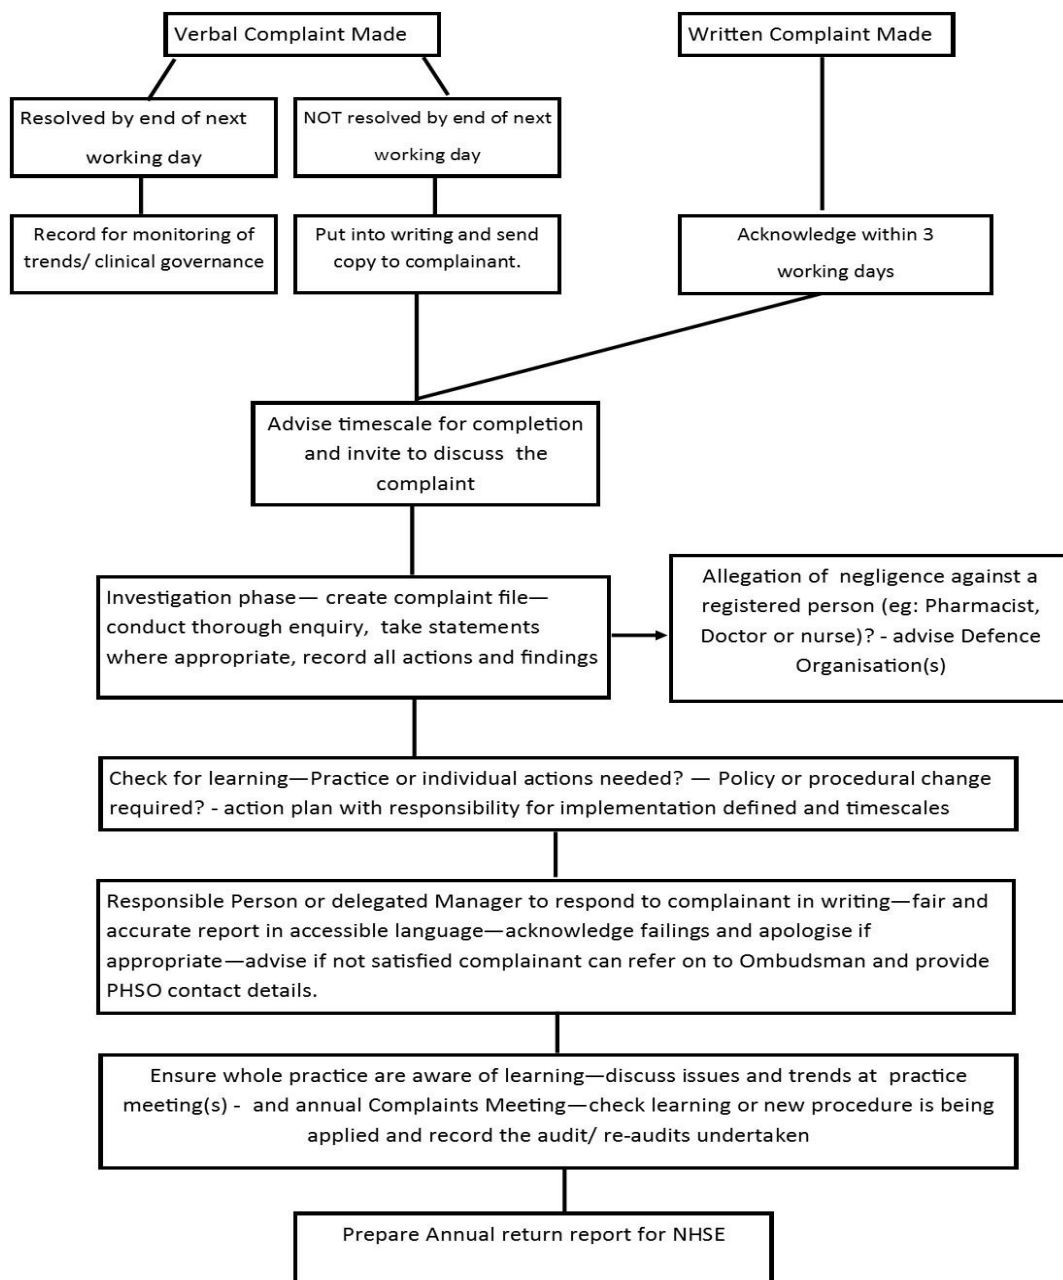 Verbal Complaint Made
Written Complaint Made
Resolved by end of next
working day
NOT resolved by end of next
working day
Record for monitoring of
trends/ clinical governance
Put into writing and send
copy to complainant.
Acknowledge within 3
working days
Advise timescale for completion
and invite to discuss the
complaint
Investigation phase— create complaint file—
conduct thorough enquiry, take statements
where appropriate, record all actions and findings
Allegation of negligence against a
registered person (eg: Pharmacist,
Doctor or nurse)? - advise Defence
Organisation(s)
Check for learning—Practice or individual actions needed? — Policy or procedural change
required? - action plan with responsibility for implementation defined and timescales
Responsible Person or delegated Manager to respond to complainant in writing—fair and
accurate report in accessible language—acknowledge failings and apologise if
appropriate—advise if not satisfied complainant can refer on to Ombudsman and provide
PHSO contact details.
Ensure whole practice are aware of learning—discuss issues and trends at practice
meeting(s) - and annual Complaints Meeting—check learning or new procedure is being
applied and record the audit/ re-audits undertaken
Prepare Annual return report for NHSE